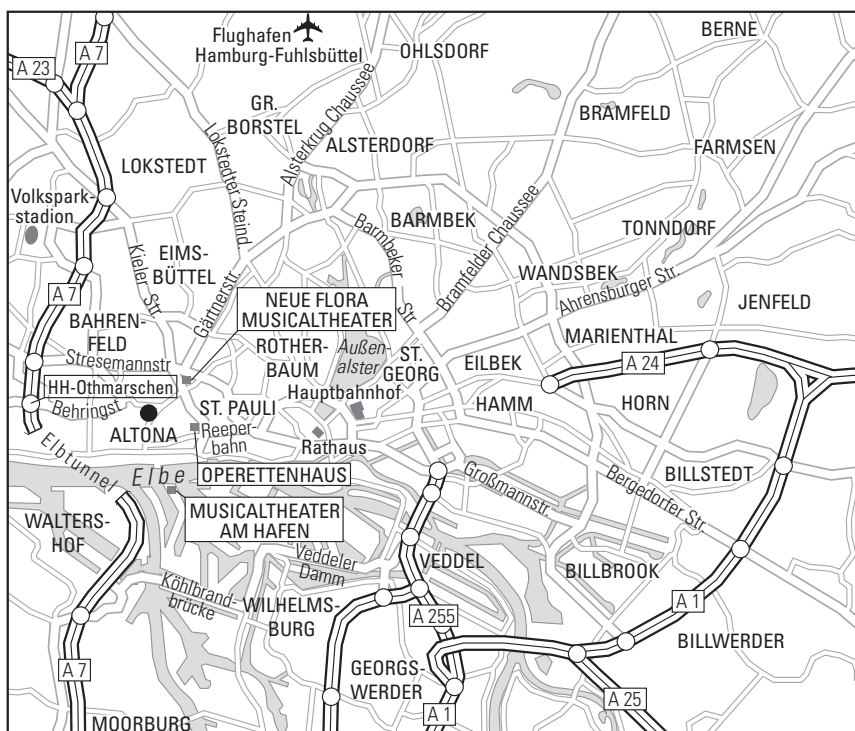 BERNE
Flughafen
Hamburg-Fuhlsbüttel
OHLSDORF
A 7
A 23
GR.
BORSTEL
Alsterkrug Chaussee
BRAMFELD
LOKSTEDT
Lokstedter Steind.
ALSTERDORF
FARMSEN
Volkspark-
stadion
BARMBEK
Barmbeker
Str
Bramfelder Chaussee
TONNDORF
Kieler Str.
EIMS-
BÜTTEL
WANDSBEK
Ahrensburger Str.
A 7
Gärtnerstr.
NEUE FLORA
MUSICALTHEATER
JENFELD
BAHREN-
FELD
ROTHER-
BAUM
Außen-
alster
ST.
GEORG
MARIENTHAL
Stresemannstr
EILBEK
A 24
HH-Othmarschen
Hauptbahnhof
HAMM
HORN
Behringst.
ST. PAULI
ALTONA
Reeper-
bahn
Rathaus
Elbtunnel
Elbe
OPERETTENHAUS
Großmannstr.
Bergedorfer Str.
BILLSTEDT
MUSICALTHEATER
AM HAFEN
WALTERS-
HOF
Veddeler
Damm
VEDDEL
BILLBROOK
Köhlbrand-
brücke
WILHELMS-
BURG
A 255
A 1
BILLWERDER
A 7
GEORGS-
WERDER
A 25
A 1
MOORBURG